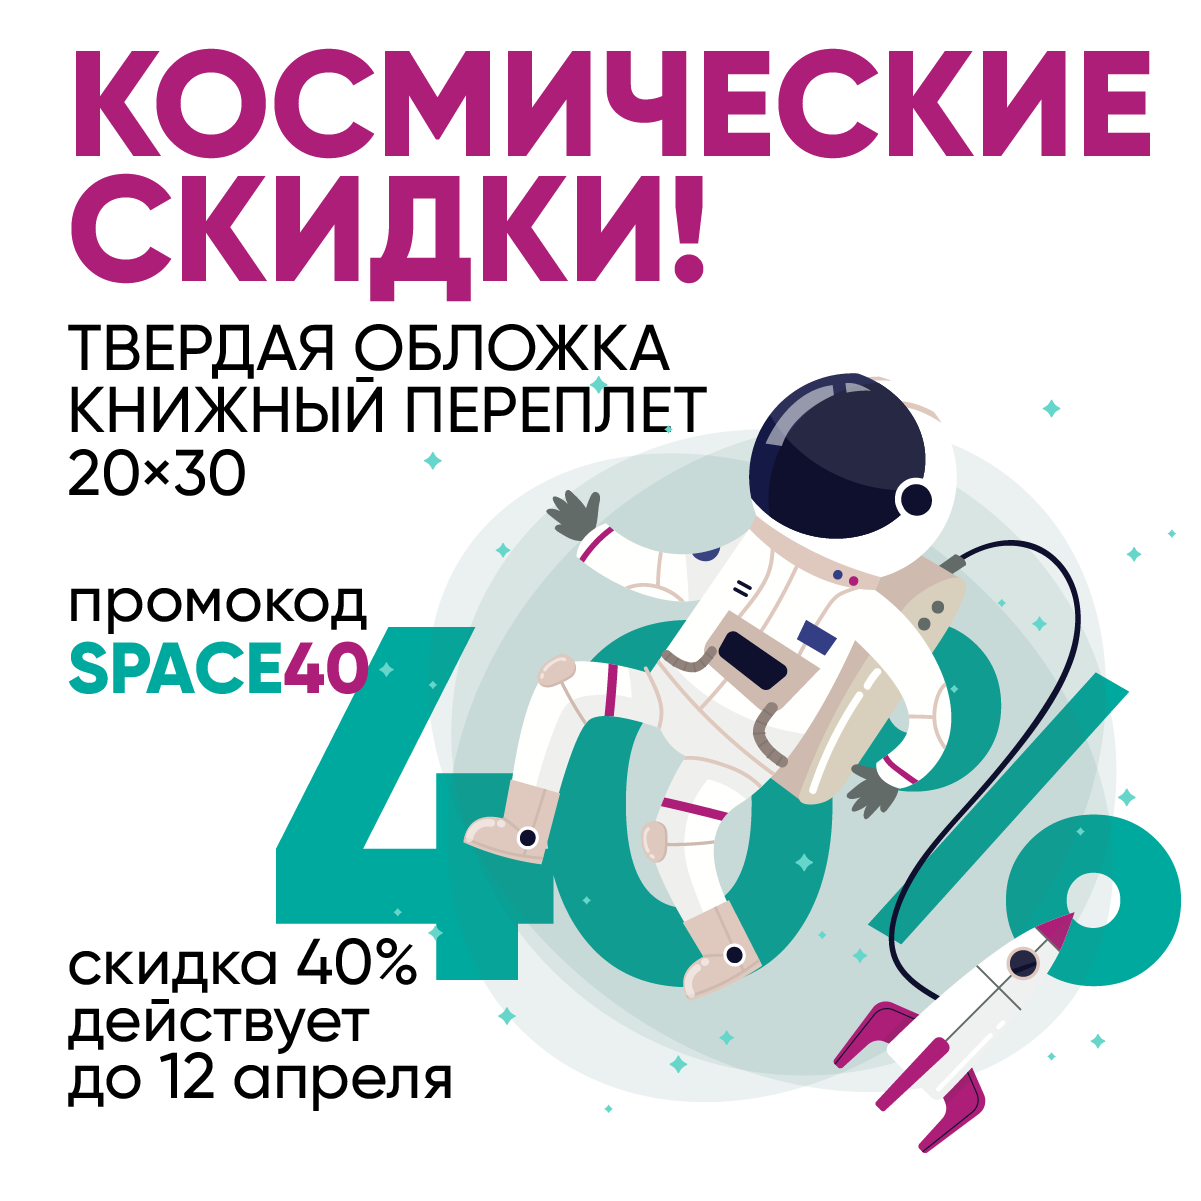 КОСМИЧЕСКИЕ
СКИДКИ!
ТВЕРДАЯ ОБЛОЖКА
КНИЖНЫЙ ПЕРЕПЛЕТ
20×30
промокод
SPACE40
40%
скидка 40%
действует
до 12 апреля